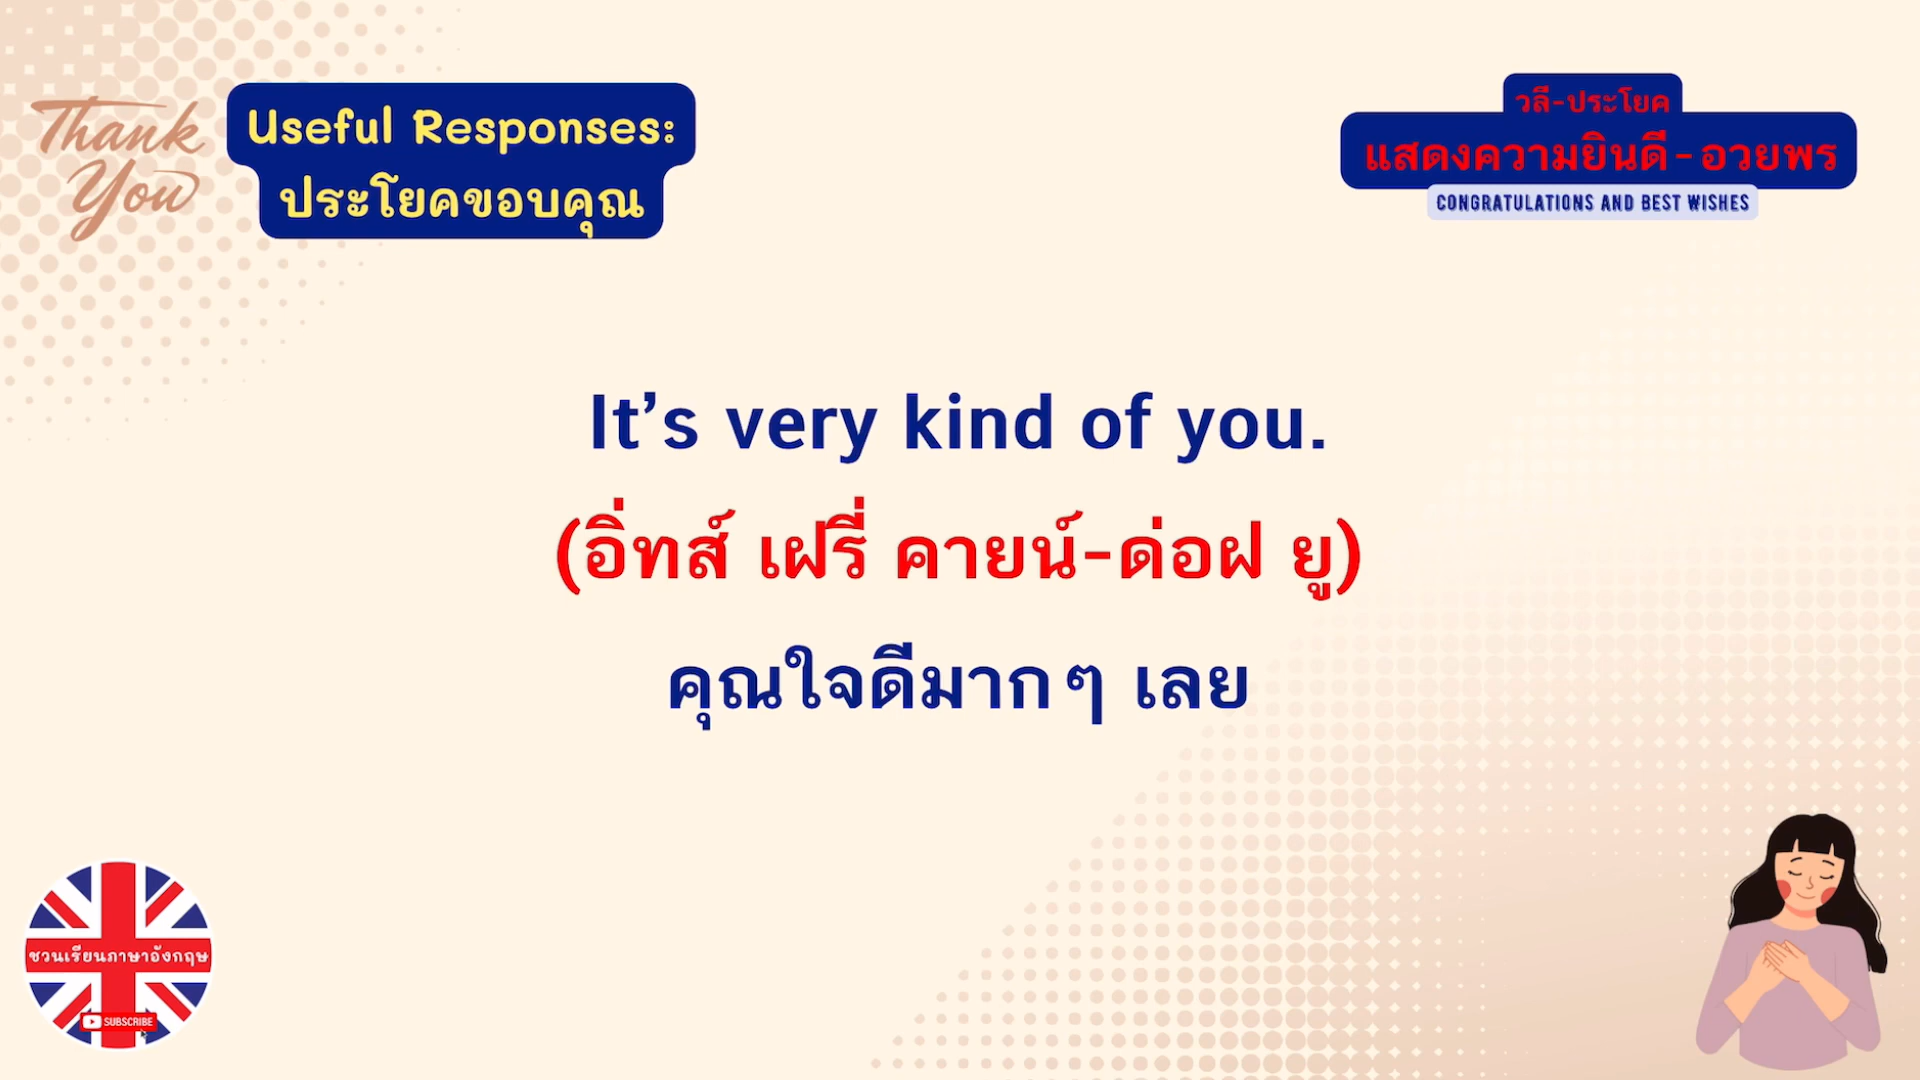 Thank
You
Useful Responses:
ประโยคขอบคุณ
วลี-ประโยค
แสดงความยินดี-อวยพร
CONGRATULATIONS AND BEST WISHES
It's very kind of you.
(อิ่ทส์ เฝรี่ คายน์-ด่อฝ ยู)
คุณใจดีมากๆ เลย
ชวนเรียนภาษาอังกฤษ
SUBSCRIBE